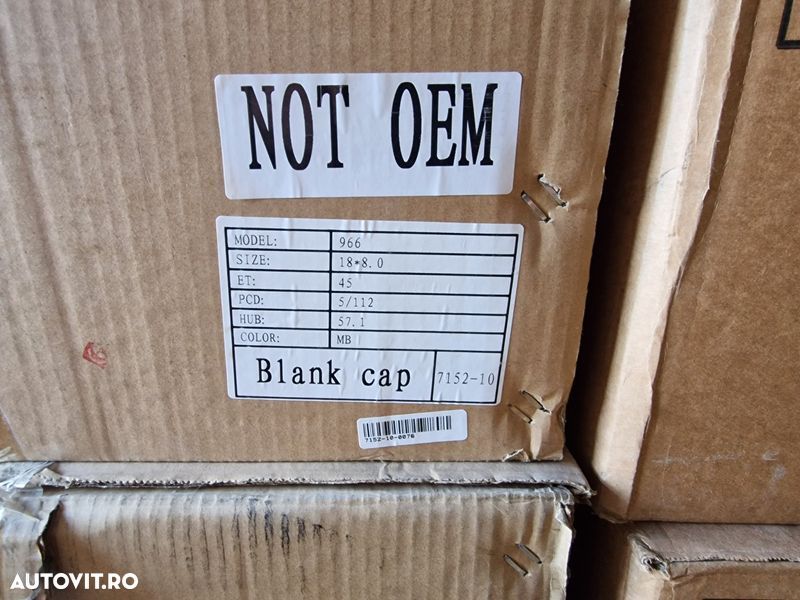 NOT OEM
MODEL: 966
SIZE: 18*8.0
ET: 45
PCD: 5/112
HUB: 57.1
COLOR: MB
Blank cap 7152-10
7152-10-0076
AUTOVIT.RO